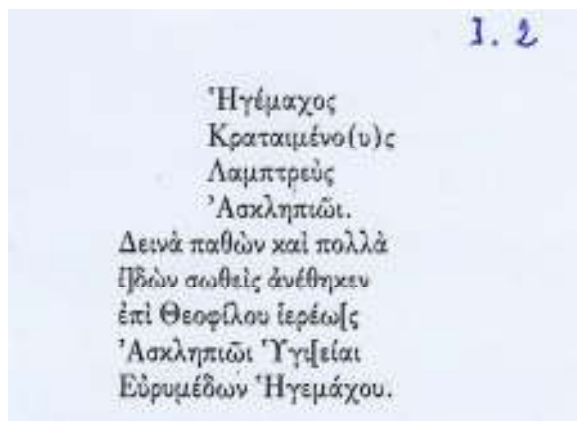 1. 2
Ἡγέμαχος
Κραταιμένο(υ)ς
Λαμπτρεὺς
Ἀσκληπιῶι.
Δεινὰ παθὼν καὶ πολλὰ
ἰ]δὼν σωθεὶς ἀνέθηκεν
ἐπὶ Θεοφίλου ἱερέω[ς
Ἀσκληπιῶι Ὑγι[είαι
Εὐρυμέδων Ἡγεμάχου.